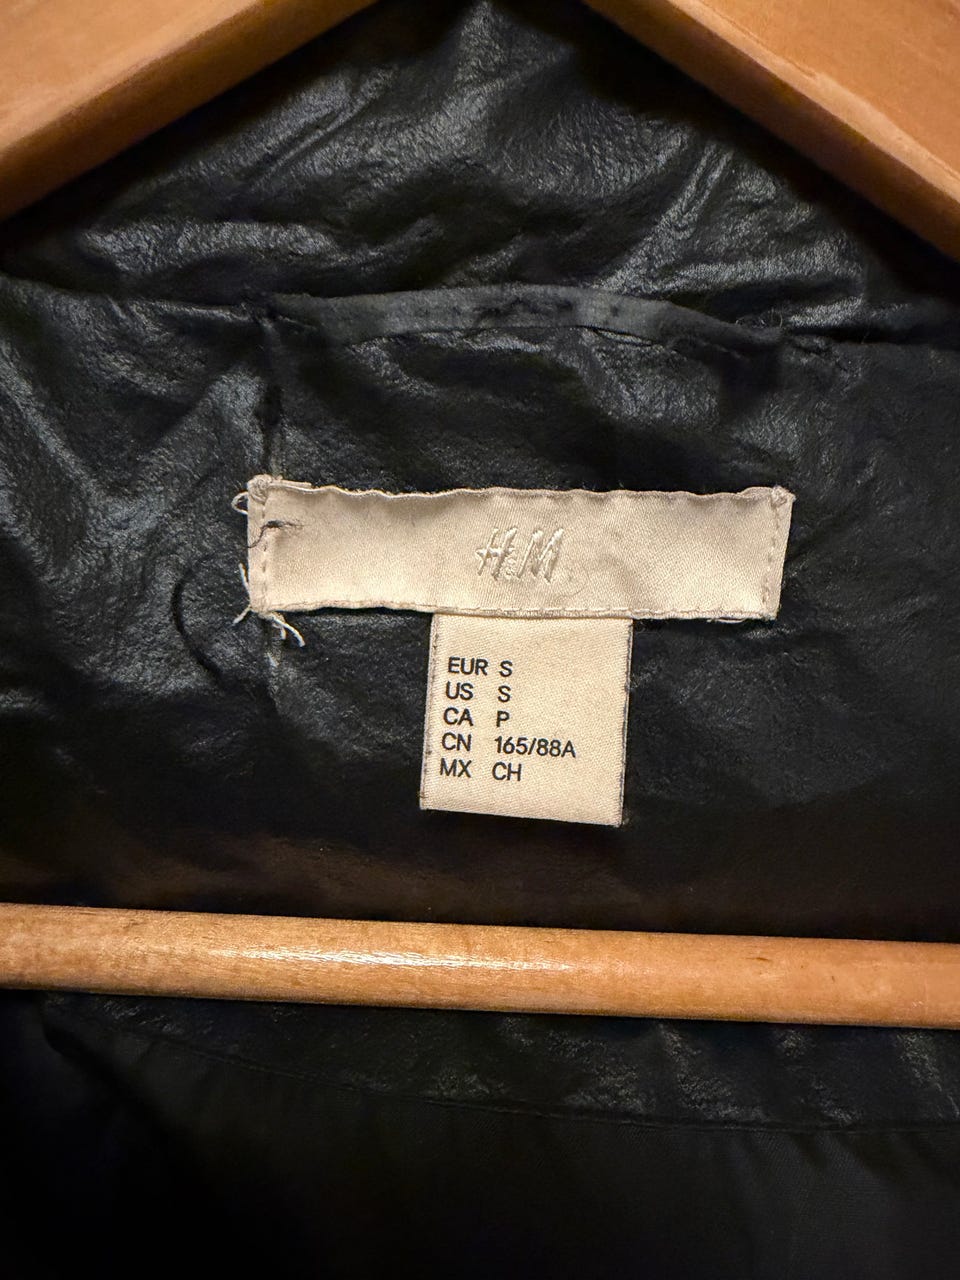 H&M
EUR S
US S
CA P
CN 165/88A
MX CH